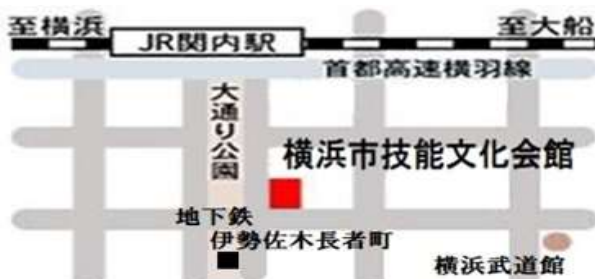 至横浜
至大船
JR関内駅
首都高速横羽線
大通り公園
横浜市技能文化会館
地下鉄
伊勢佐木長者町
横浜武道館